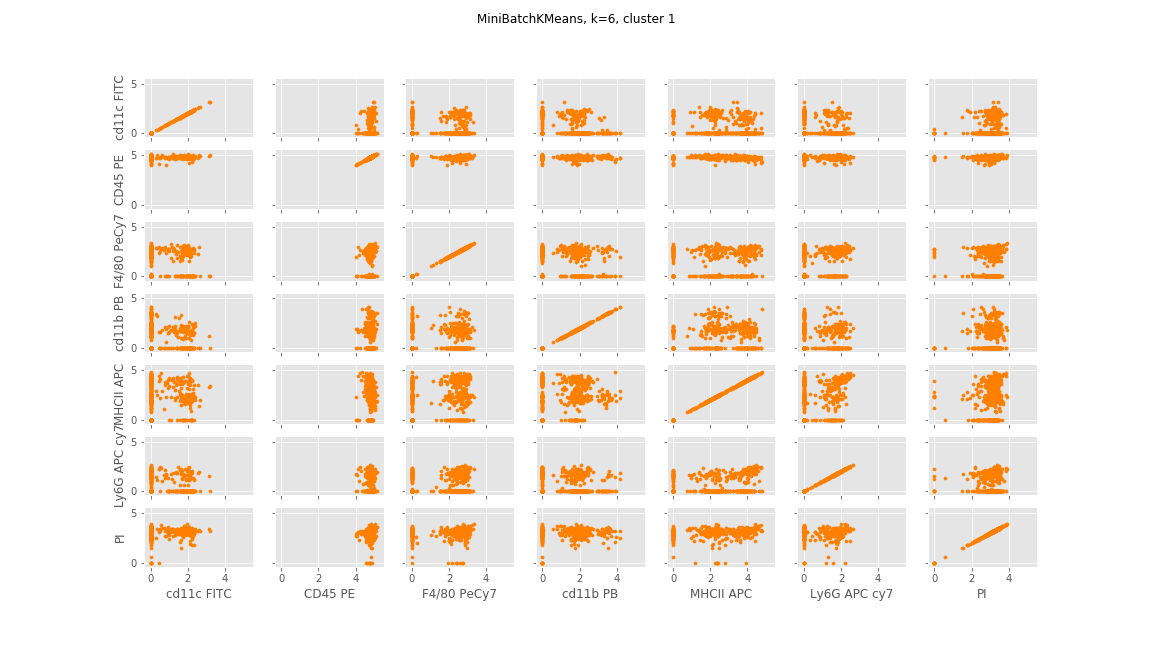 MiniBatchKMeans, k=6, cluster 1
cd11c FITC
5
0
CD45 PE
5
0
F4/80 PeCy7
5
0
cd11b PB
5
0
MHCII APC
5
0
Ly6G APC cy7
5
0
PI
5
0
0 2 4 0 2 4 0 2 4 0 2 4 0 2 4 0 2 4 0 2 4
cd11c FITC CD45 PE F4/80 PeCy7 cd11b PB MHCII APC Ly6G APC cy7 PI